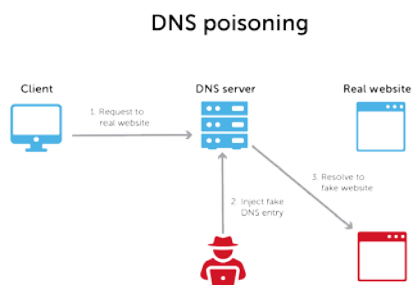 DNS poisoning
Client
DNS server
Real website
1. Request to
real website
2. Inject fake
DNS entry
3. Resolve to
fake website